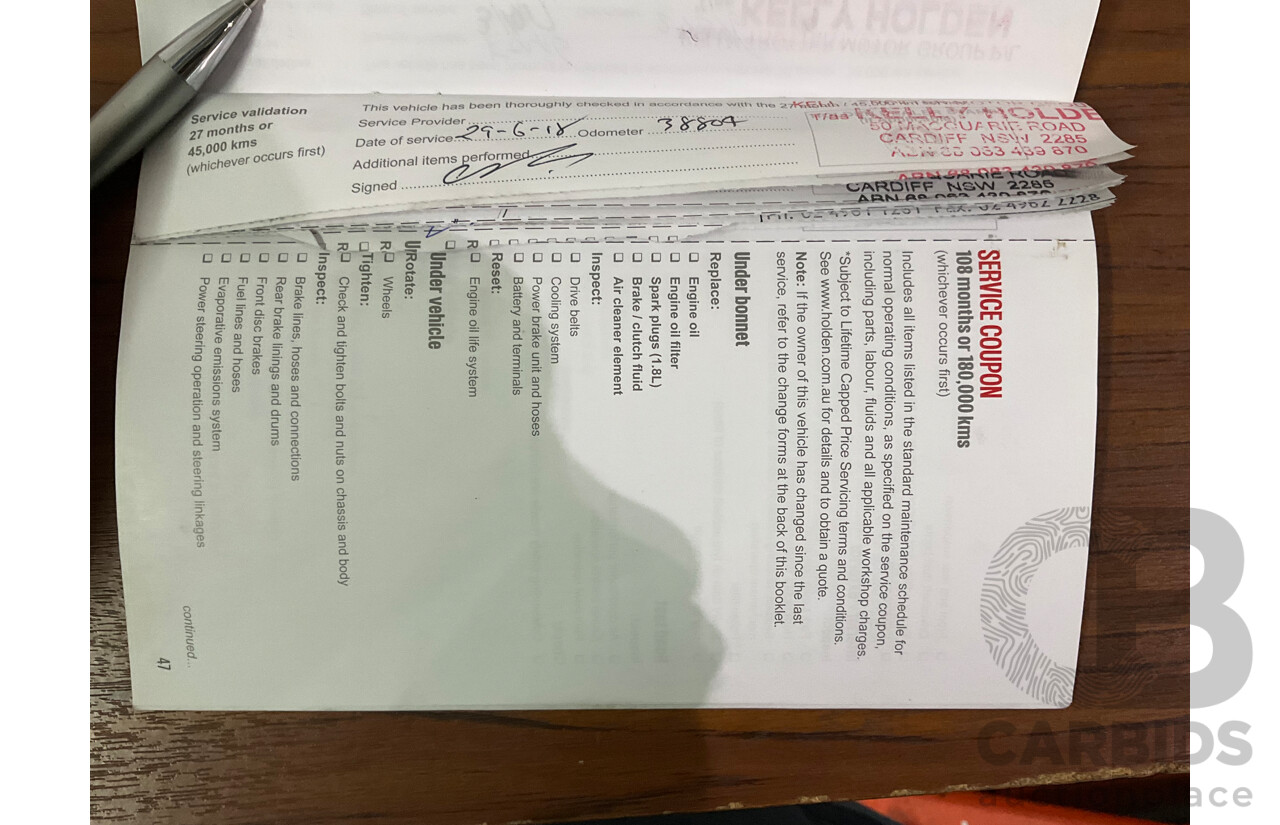 KELLY HOLDEN
Service validation
27 months or
45,000 kms
(whichever occurs first)
This vehicle has been thoroughly checked in accordance with the
Service Provider
Date of service 29-6-18 Odometer 38804
Additional items performed
Signed
50 MACQUARIE ROAD
CARDIFF NSW 2285
CARDIFF NSW 2285
SERVICE COUPON
108 months or 180,000 kms
(whichever occurs first)
Includes all items listed in the standard maintenance schedule for
normal operating conditions, as specified on the service coupon,
including parts, labour, fluids and all applicable workshop charges.
*Subject to Lifetime Capped Price Servicing terms and conditions.
See www.holden.com.au for details and to obtain a quote.
Note: If the owner of this vehicle has changed since the last
service, refer to the change forms at the back of this booklet.
Under bonnet
Replace:
Engine oil
Engine oil filter
Spark plugs (1.8L)
Brake / clutch fluid
Air cleaner element
Inspect:
Drive belts
Cooling system
Power brake unit and hoses
Battery and terminals
Reset:
R Engine oil life system
Under vehicle
Rotate:
R Wheels
Tighten:
R Check and tighten bolts and nuts on chassis and body
Inspect:
Brake lines, hoses and connections
Rear brake linings and drums
Front disc brakes
Fuel lines and hoses
Evaporative emissions system
Power steering operation and steering linkages
continued...
47
CB
CARBIDS